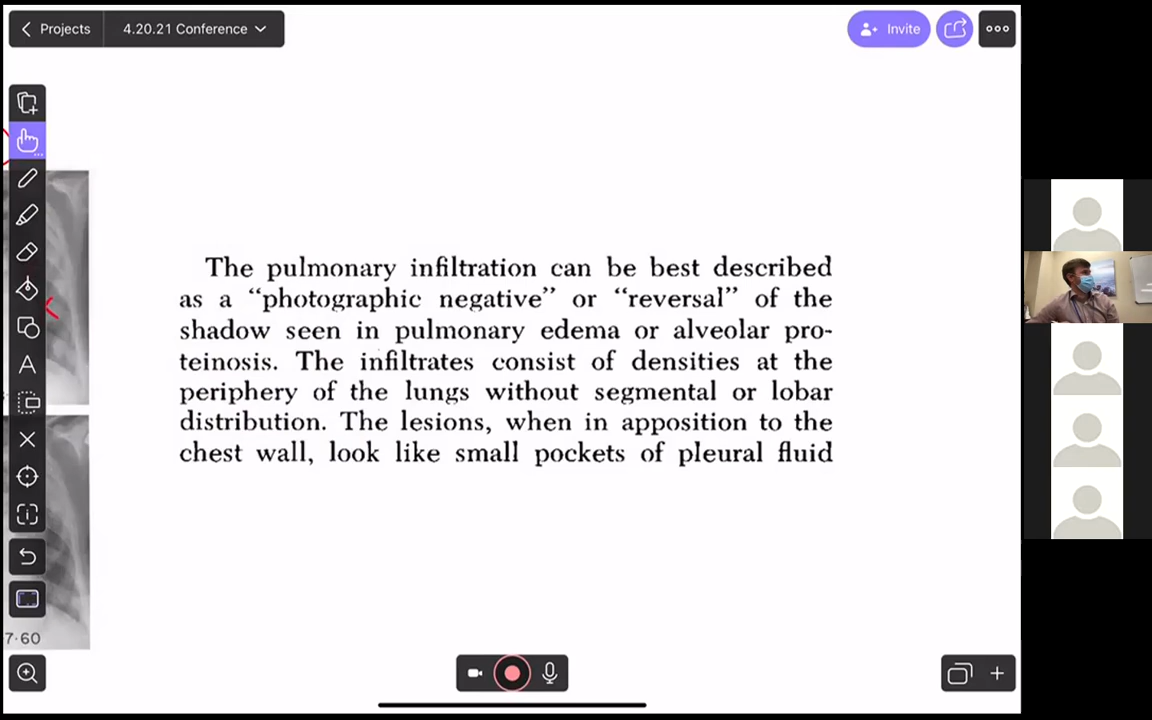 Projects
4.20.21 Conference
Invite
The pulmonary infiltration can be best described
as a “photographic negative” or “reversal” of the
shadow seen in pulmonary edema or alveolar pro-
teinosis. The infiltrates consist of densities at the
periphery of the lungs without segmental or lobar
distribution. The lesions, when in apposition to the
chest wall, look like small pockets of pleural fluid
7·60